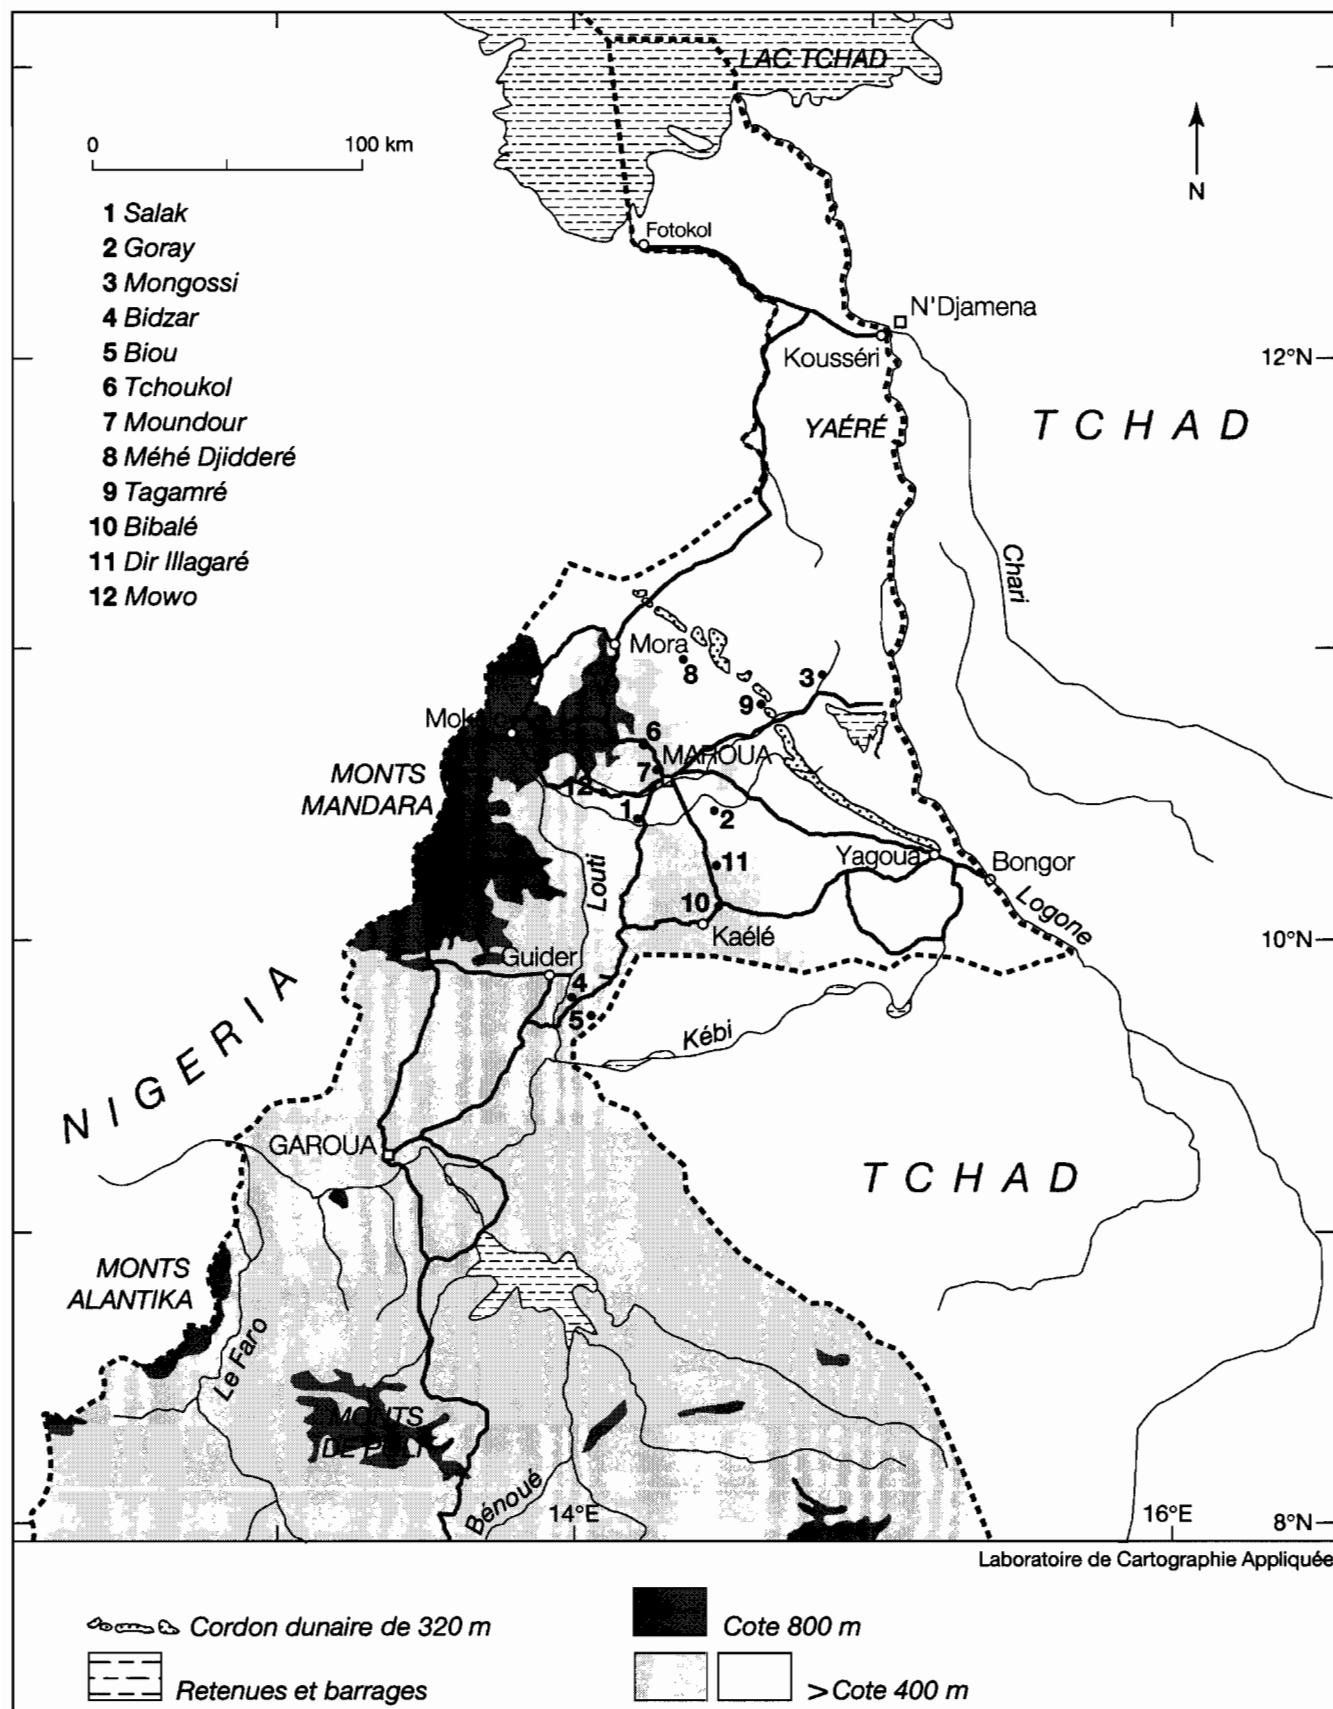 LAC TCHAD
0 100 km
N
1 Salak
2 Goray
3 Mongossi
4 Bidzar
5 Biou
6 Tchoukol
7 Moundour
8 Méhé Djidderé
9 Tagamré
10 Bibalé
11 Dir Illagaré
12 Mowo
Fotokol
N'Djamena
Kousséri
12°N
YAÉRÉ
TCHAD
Chari
Mora
8
3
9
6
MAROUA
7
MONTS
MANDARA
12
1
2
Louti
11
Yagoua
Bongor
10
Logone
Kaélé
10°N
Guider
4
5
Kébi
NIGERIA
GAROUA
TCHAD
MONTS
ALANTIKA
Le Faro
MONTS
DE
Bénoué
14°E
16°E
8°N
Laboratoire de Cartographie Appliquée
Cordon dunaire de 320 m
Cote 800 m
Retenues et barrages
>Cote 400 m